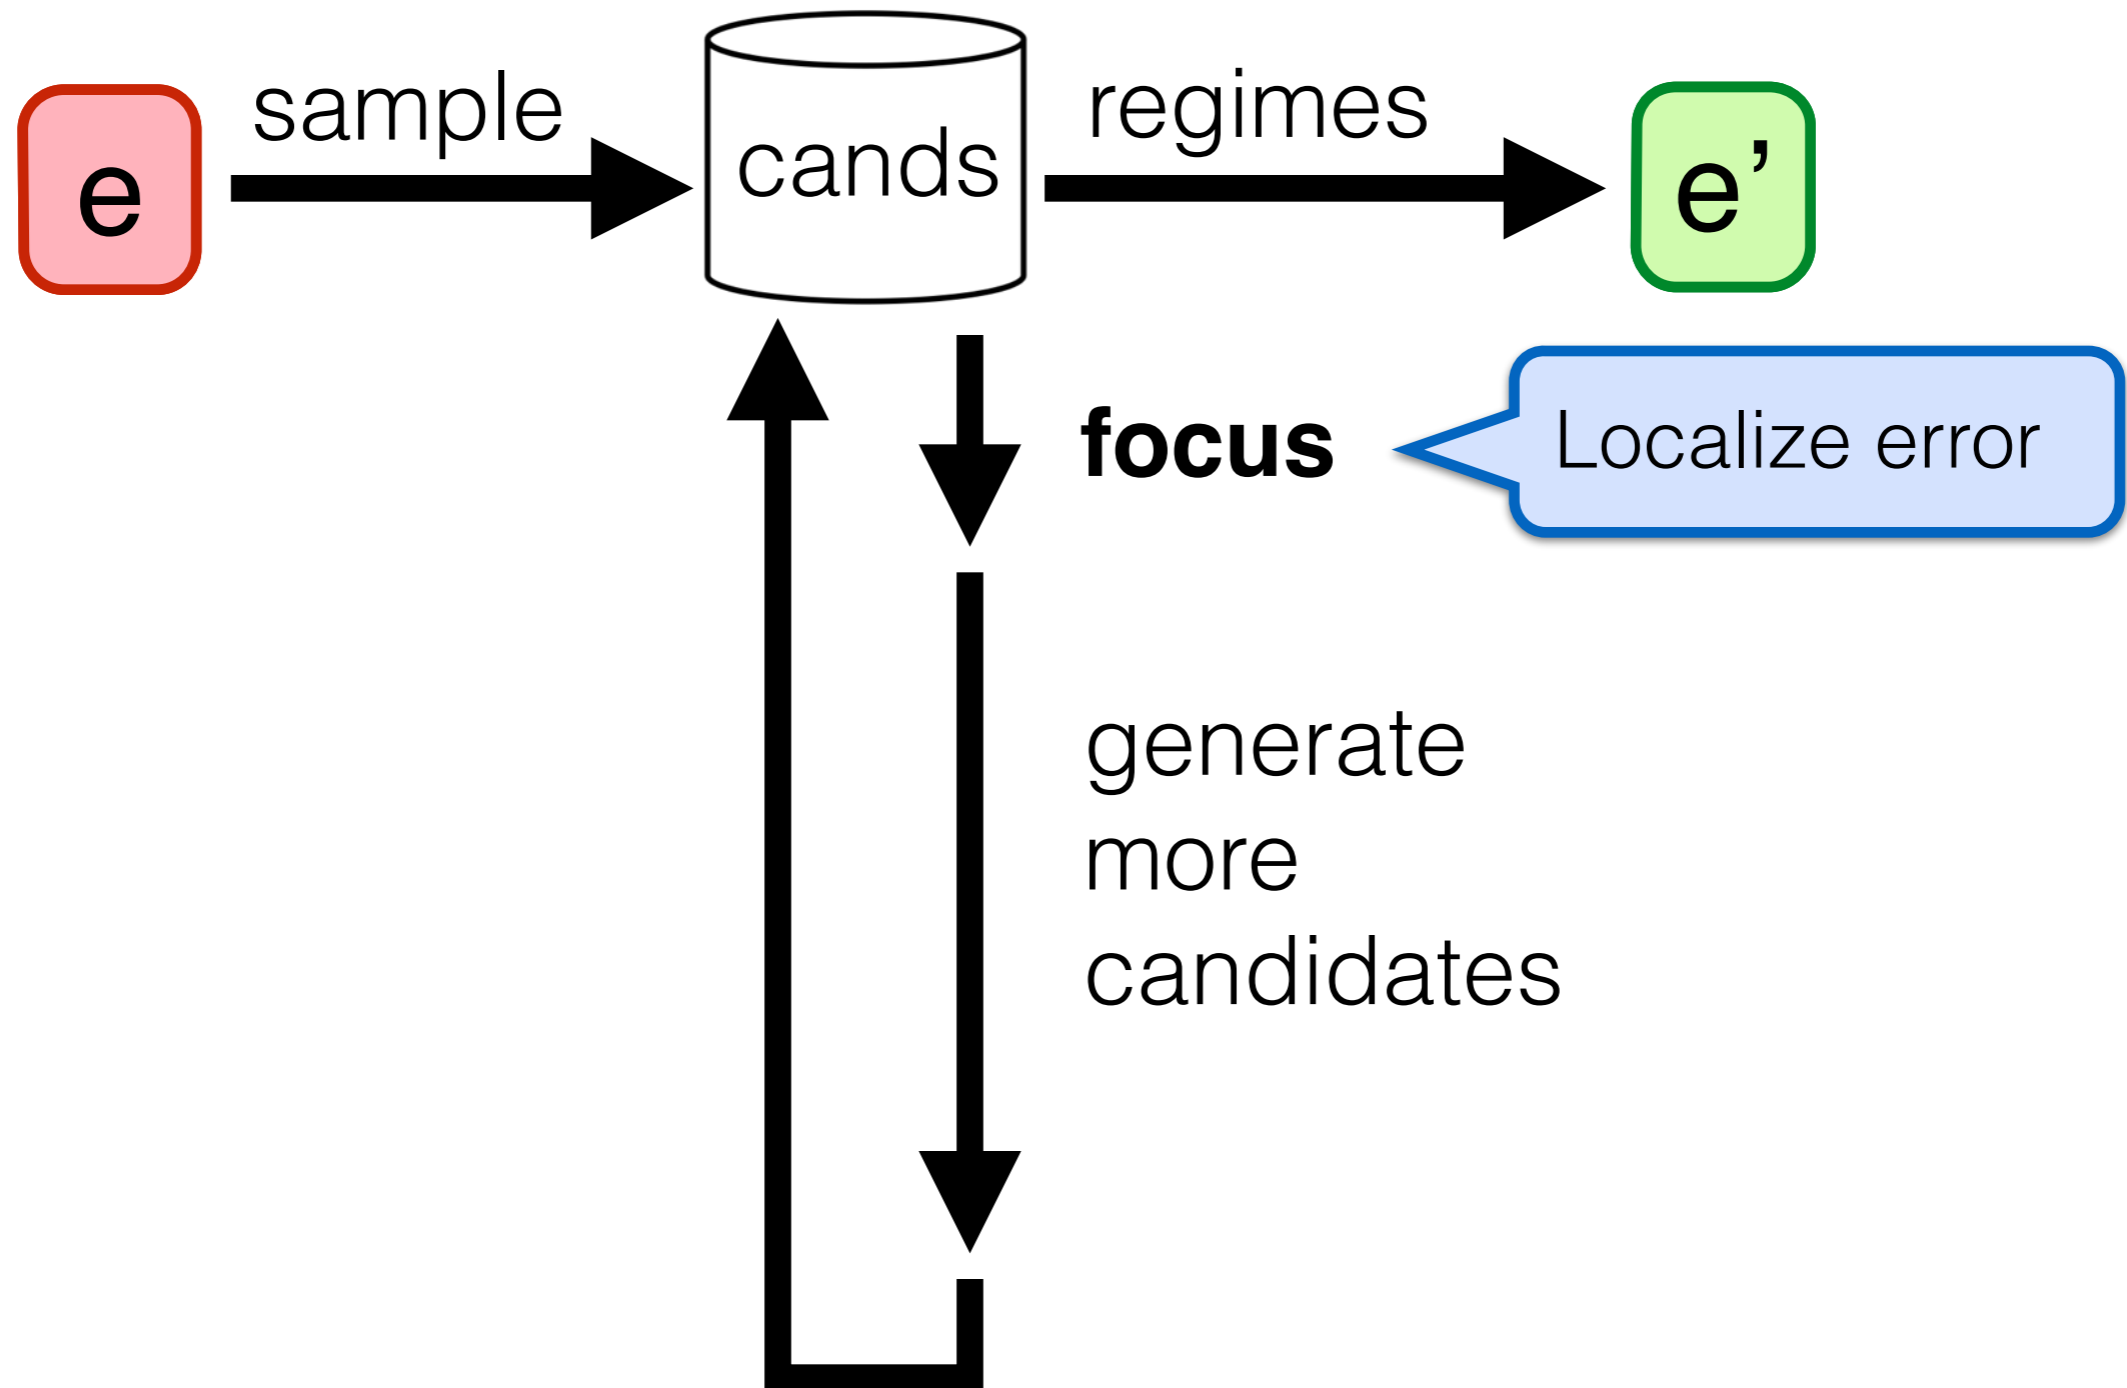 e
sample
cands
regimes
e’
focus
Localize error
generate
more
candidates